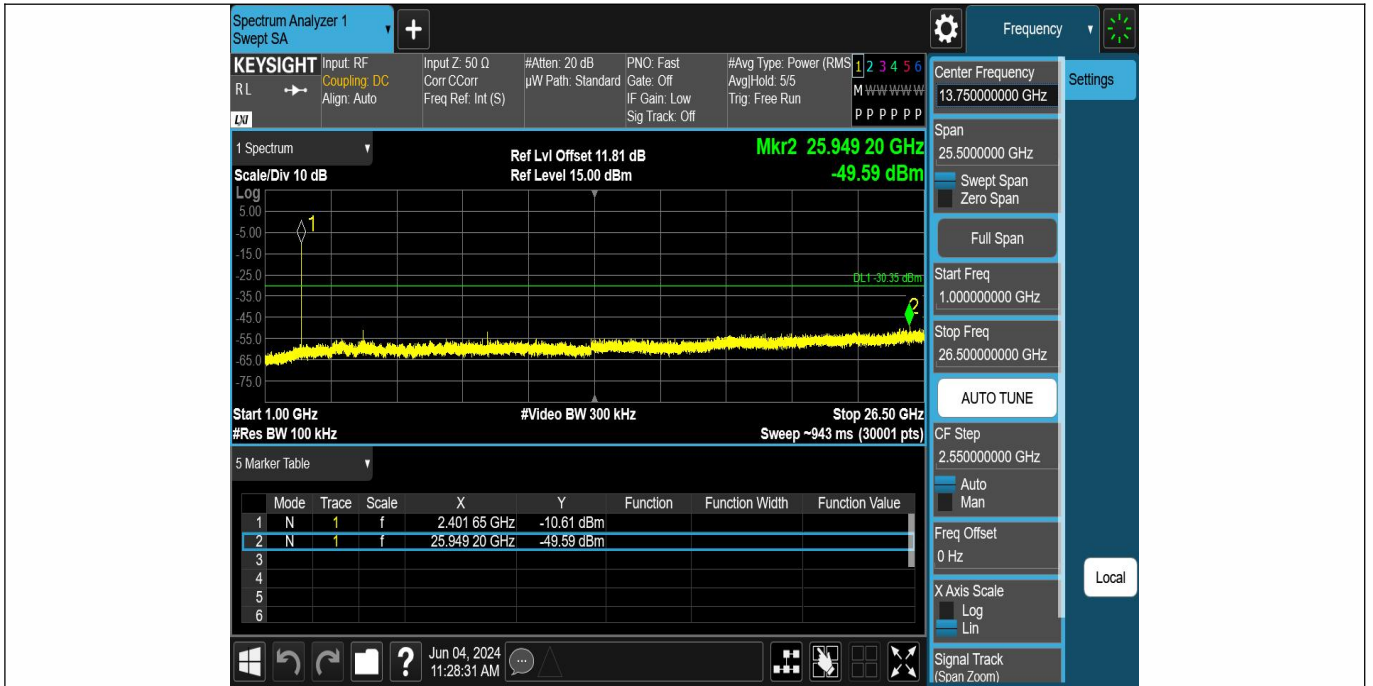 Spectrum Analyzer 1
Swept SA
+
Frequency
KEYSIGHT
RL
LXI
Input: RF
Coupling: DC
Align: Auto
Input Z: 50 Ω
Corr CCorr
Freq Ref: Int (S)
#Atten: 20 dB
µW Path: Standard
PNO: Fast
Gate: Off
IF Gain: Low
Sig Track: Off
#Avg Type: Power (RMS
Avg|Hold: 5/5
Trig: Free Run
1 2 3 4 5 6
M W W W W W
P P P P P P
1 Spectrum
Scale/Div 10 dB
Ref Lvl Offset 11.81 dB
Ref Level 15.00 dBm
Mkr2 25.949 20 GHz
-49.59 dBm
Log
5.00
-5.00
-15.0
-25.0
-35.0
-45.0
-55.0
-65.0
-75.0
1
DL1 -30.35 dBm
2
Start 1.00 GHz
#Res BW 100 kHz
#Video BW 300 kHz
Stop 26.50 GHz
Sweep ~943 ms (30001 pts)
5 Marker Table
Mode Trace Scale X Y Function Function Width Function Value
1 N 1 f 2.401 65 GHz -10.61 dBm
2 N 1 f 25.949 20 GHz -49.59 dBm
3
4
5
6
Center Frequency
13.750000000 GHz
Settings
Span
25.5000000 GHz
Swept Span
Zero Span
Full Span
Start Freq
1.000000000 GHz
Stop Freq
26.500000000 GHz
AUTO TUNE
CF Step
2.550000000 GHz
Auto
Man
Freq Offset
0 Hz
X Axis Scale
Log
Lin
Local
Signal Track
(Span Zoom)
?
Jun 04, 2024
11:28:31 AM